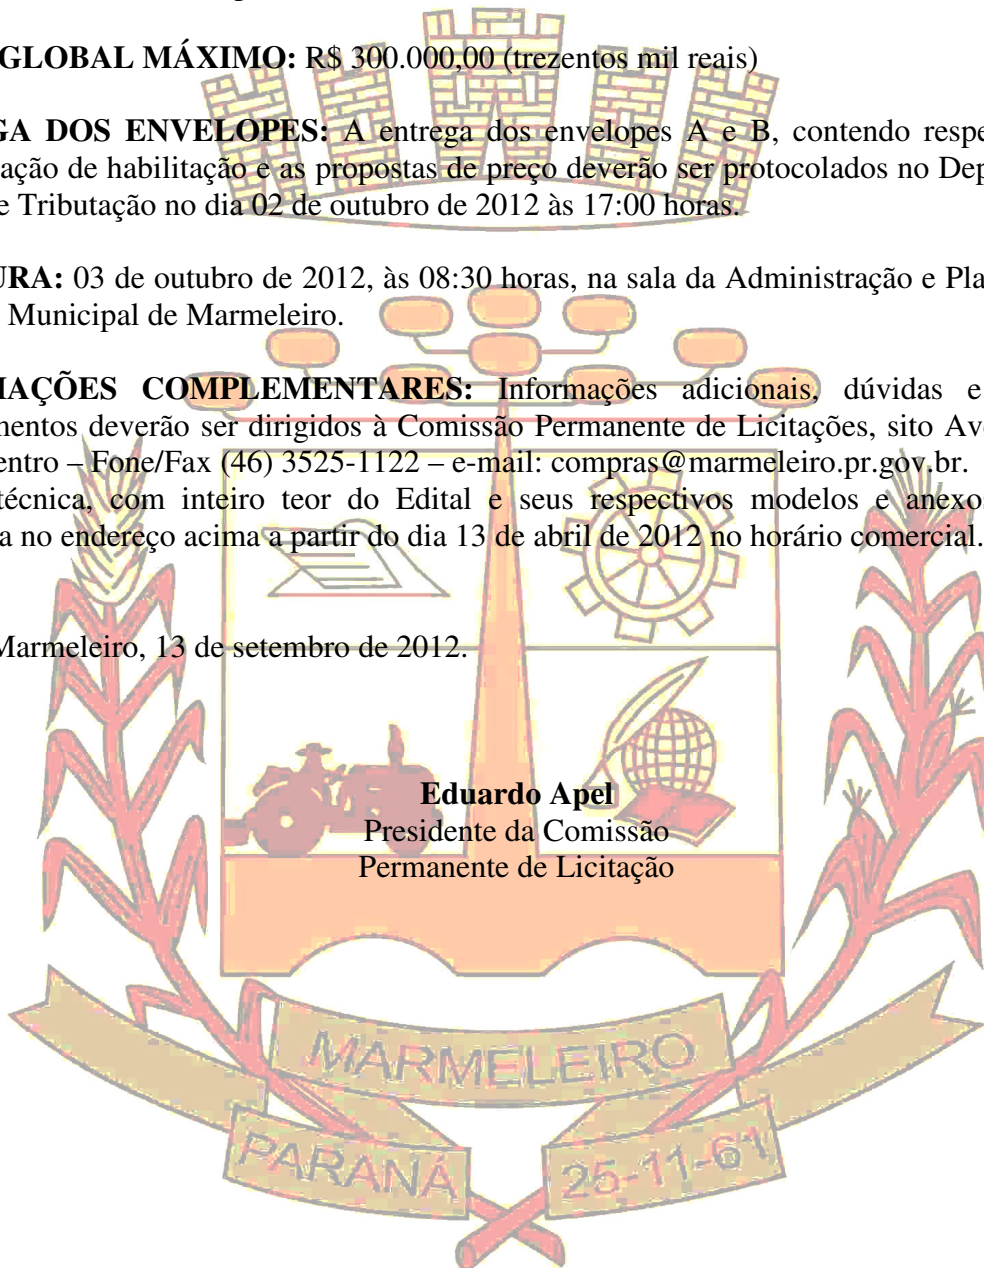 GLOBAL MÁXIMO: R$ 300.000,00 (trezentos mil reais)
GA DOS ENVELOPES: A entrega dos envelopes A e B, contendo respe
ação de habilitação e as propostas de preço deverão ser protocolados no Dep
e Tributação no dia 02 de outubro de 2012 às 17:00 horas.
URA: 03 de outubro de 2012, às 08:30 horas, na sala da Administração e Pla
Municipal de Marmeleiro.
MAÇÕES COMPLEMENTARES: Informações adicionais, dúvidas e
mentos deverão ser dirigidos à Comissão Permanente de Licitações, sito Ave
entro – Fone/Fax (46) 3525-1122 – e-mail: compras@marmeleiro.pr.gov.br.
técnica, com inteiro teor do Edital e seus respectivos modelos e anexos
a no endereço acima a partir do dia 13 de abril de 2012 no horário comercial.
Marmeleiro, 13 de setembro de 2012.
Eduardo Apel
Presidente da Comissão
Permanente de Licitação
MARMELEIRO
PARANÁ 25-11-61